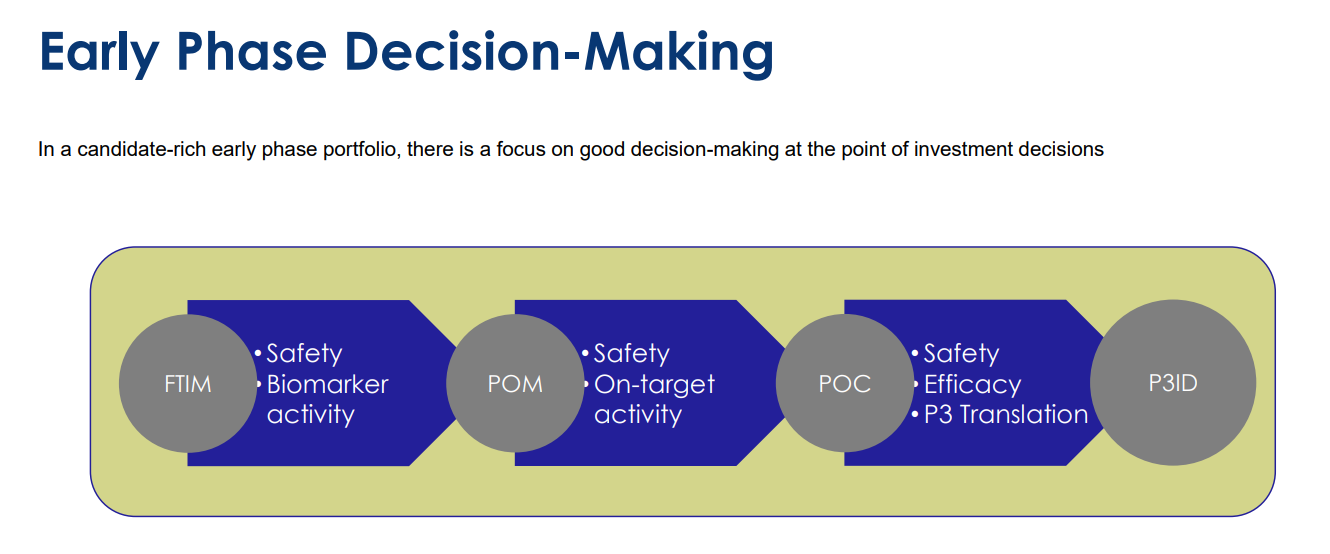 Early Phase Decision-Making
In a candidate-rich early phase portfolio, there is a focus on good decision-making at the point of investment decisions
FTIM
• Safety
• Biomarker
activity
POM
• Safety
• On-target
activity
POC
• Safety
• Efficacy
• P3 Translation
P3ID